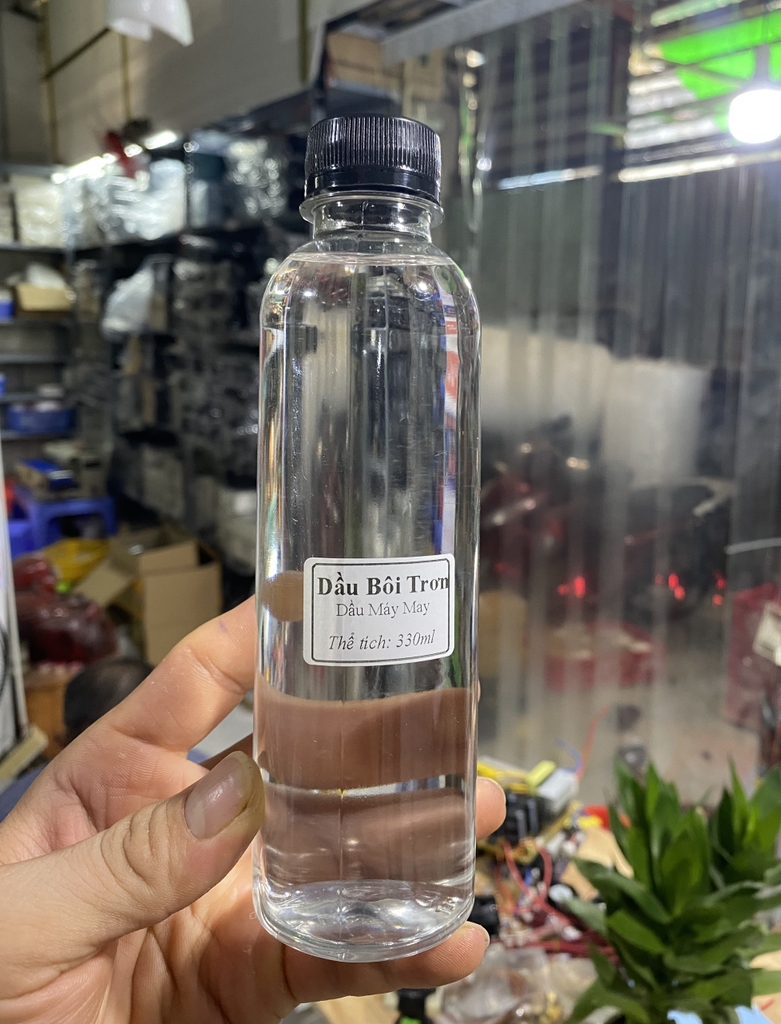 Dầu Bôi Trơn
Dầu Máy May
Thể tích: 330ml